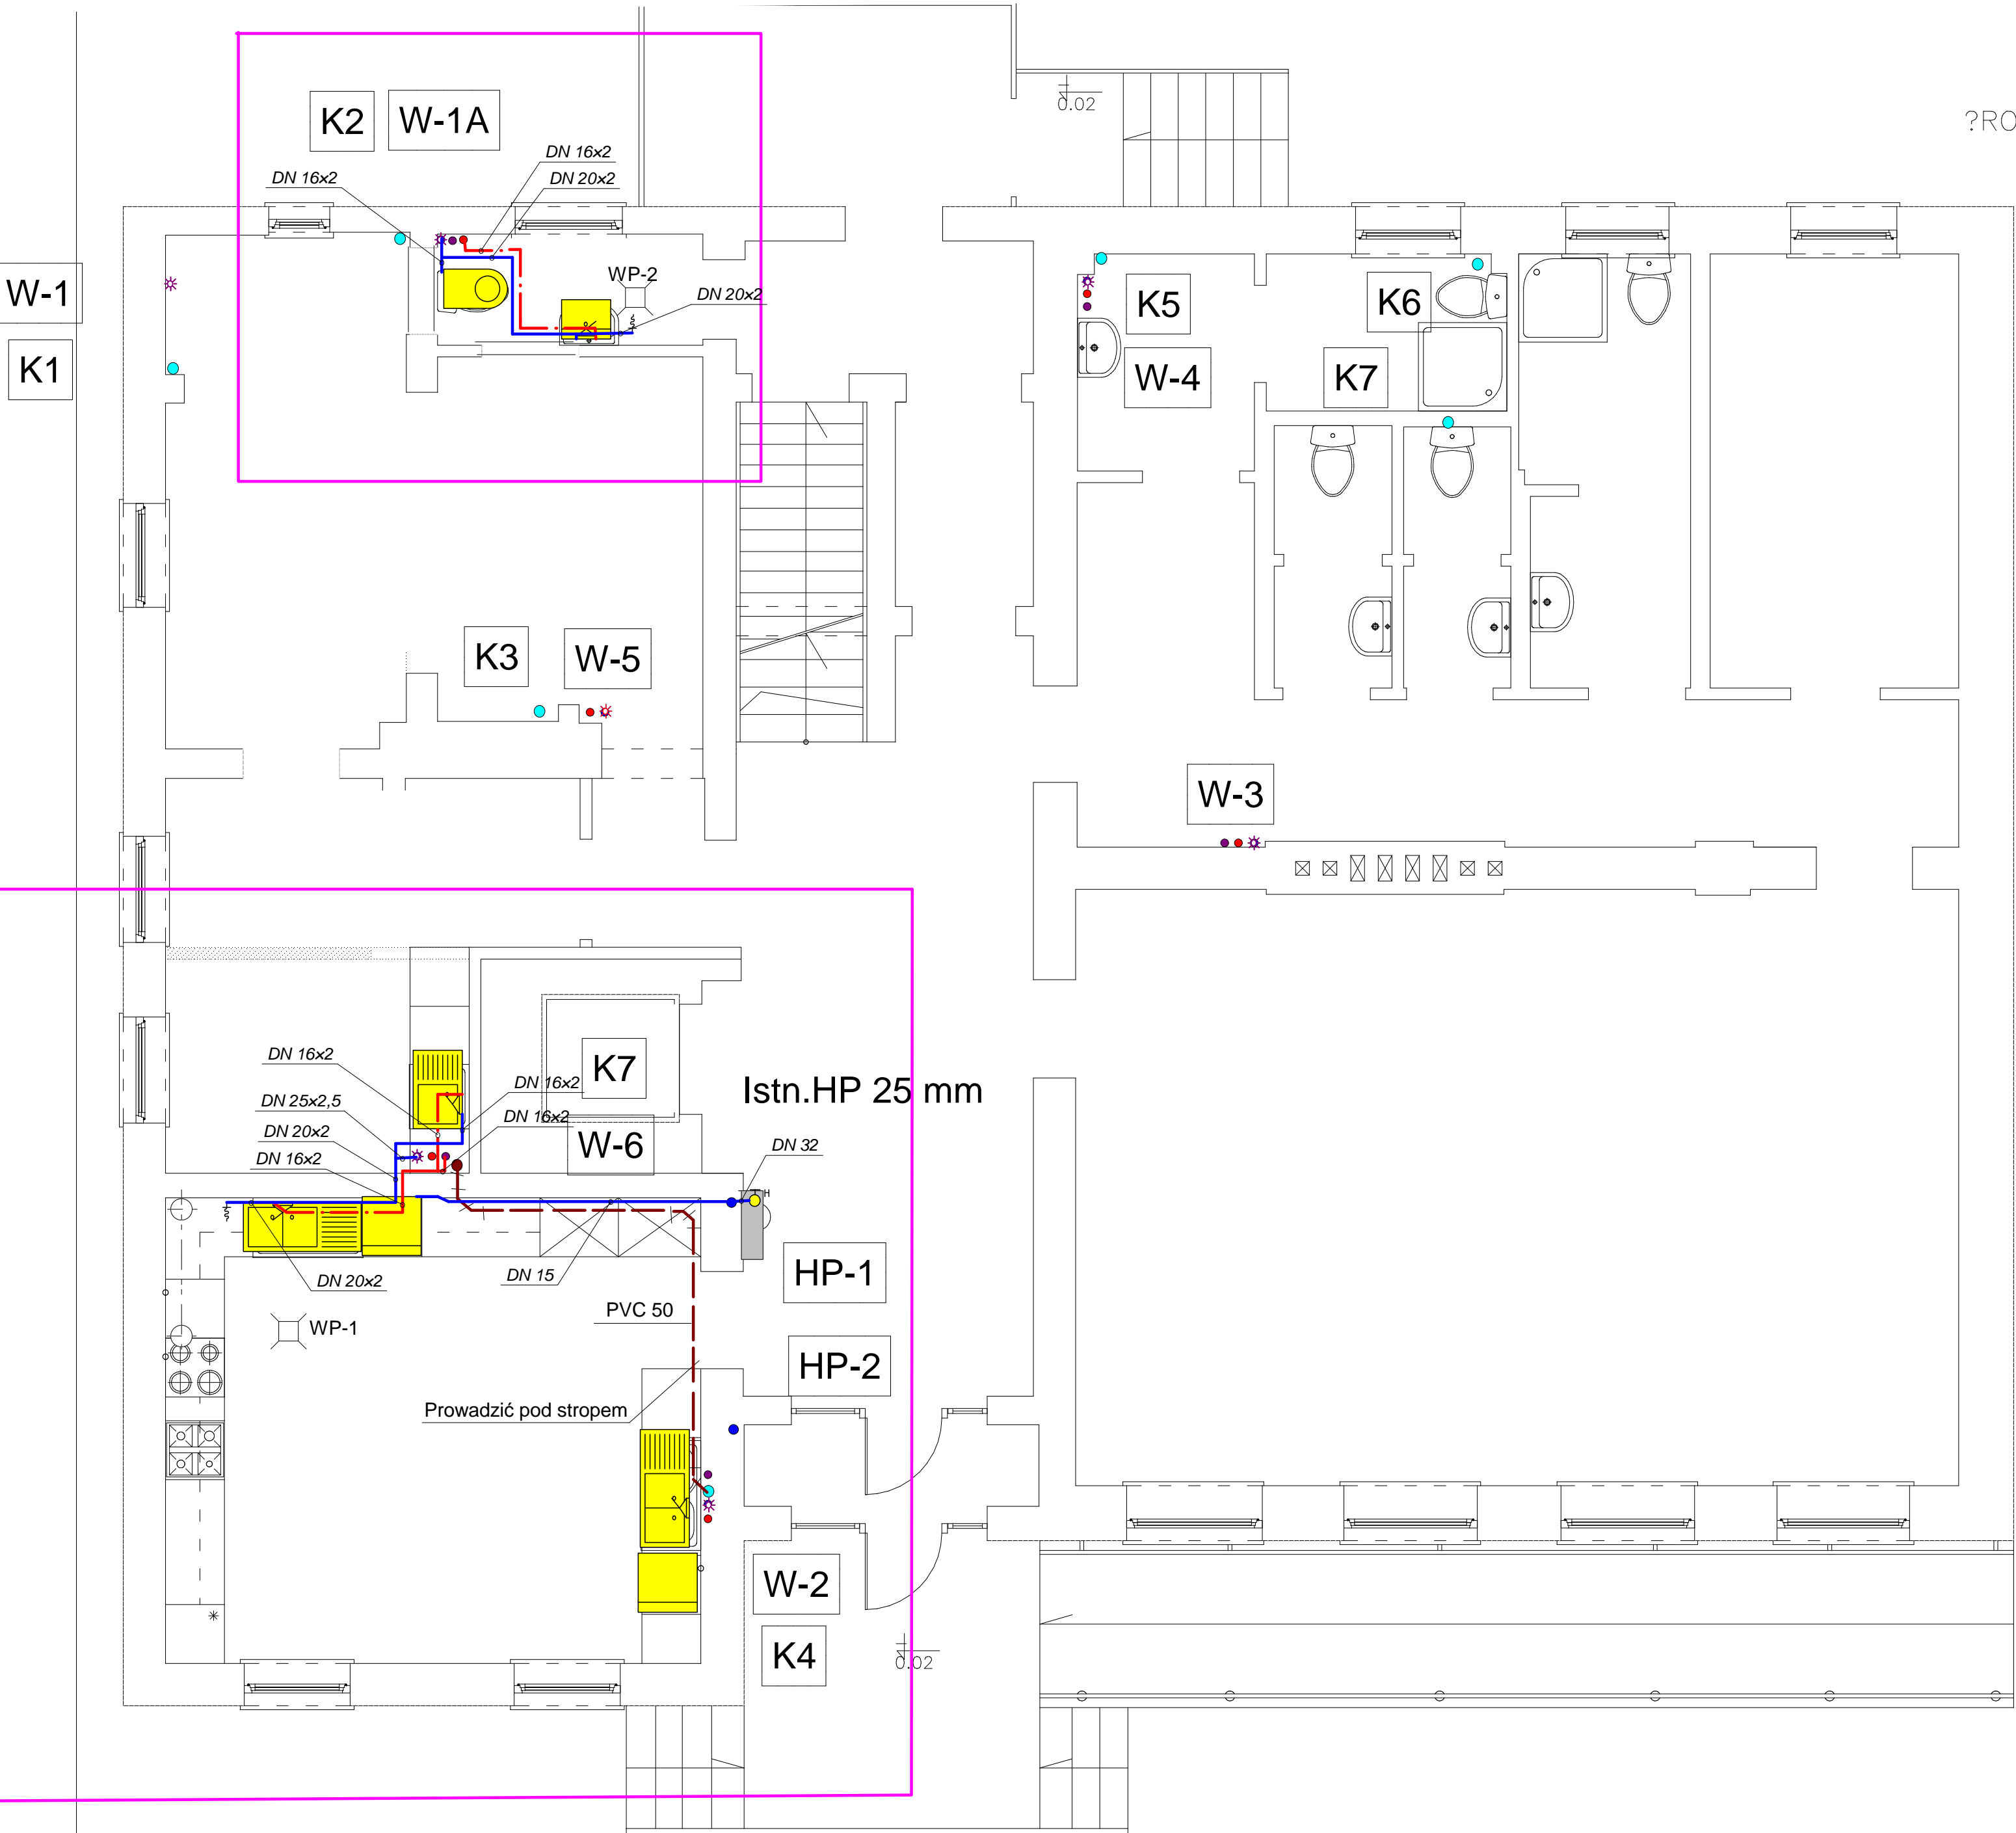 0.02
?RO
K2
W-1A
DN 16x2
DN 20x2
DN 16x2
WP-2
DN 20x2
W-1
K1
K5
W-4
K6
K7
K3
W-5
W-3
DN 16x2
DN 25x2,5
DN 20x2
DN 16x2
DN 16x2
DN 16x2
K7
W-6
Istn.HP 25 mm
DN 32
H
DN 20x2
DN 15
WP-1
PVC 50
HP-1
HP-2
Prowadzić pod stropem
W-2
K4
0.02